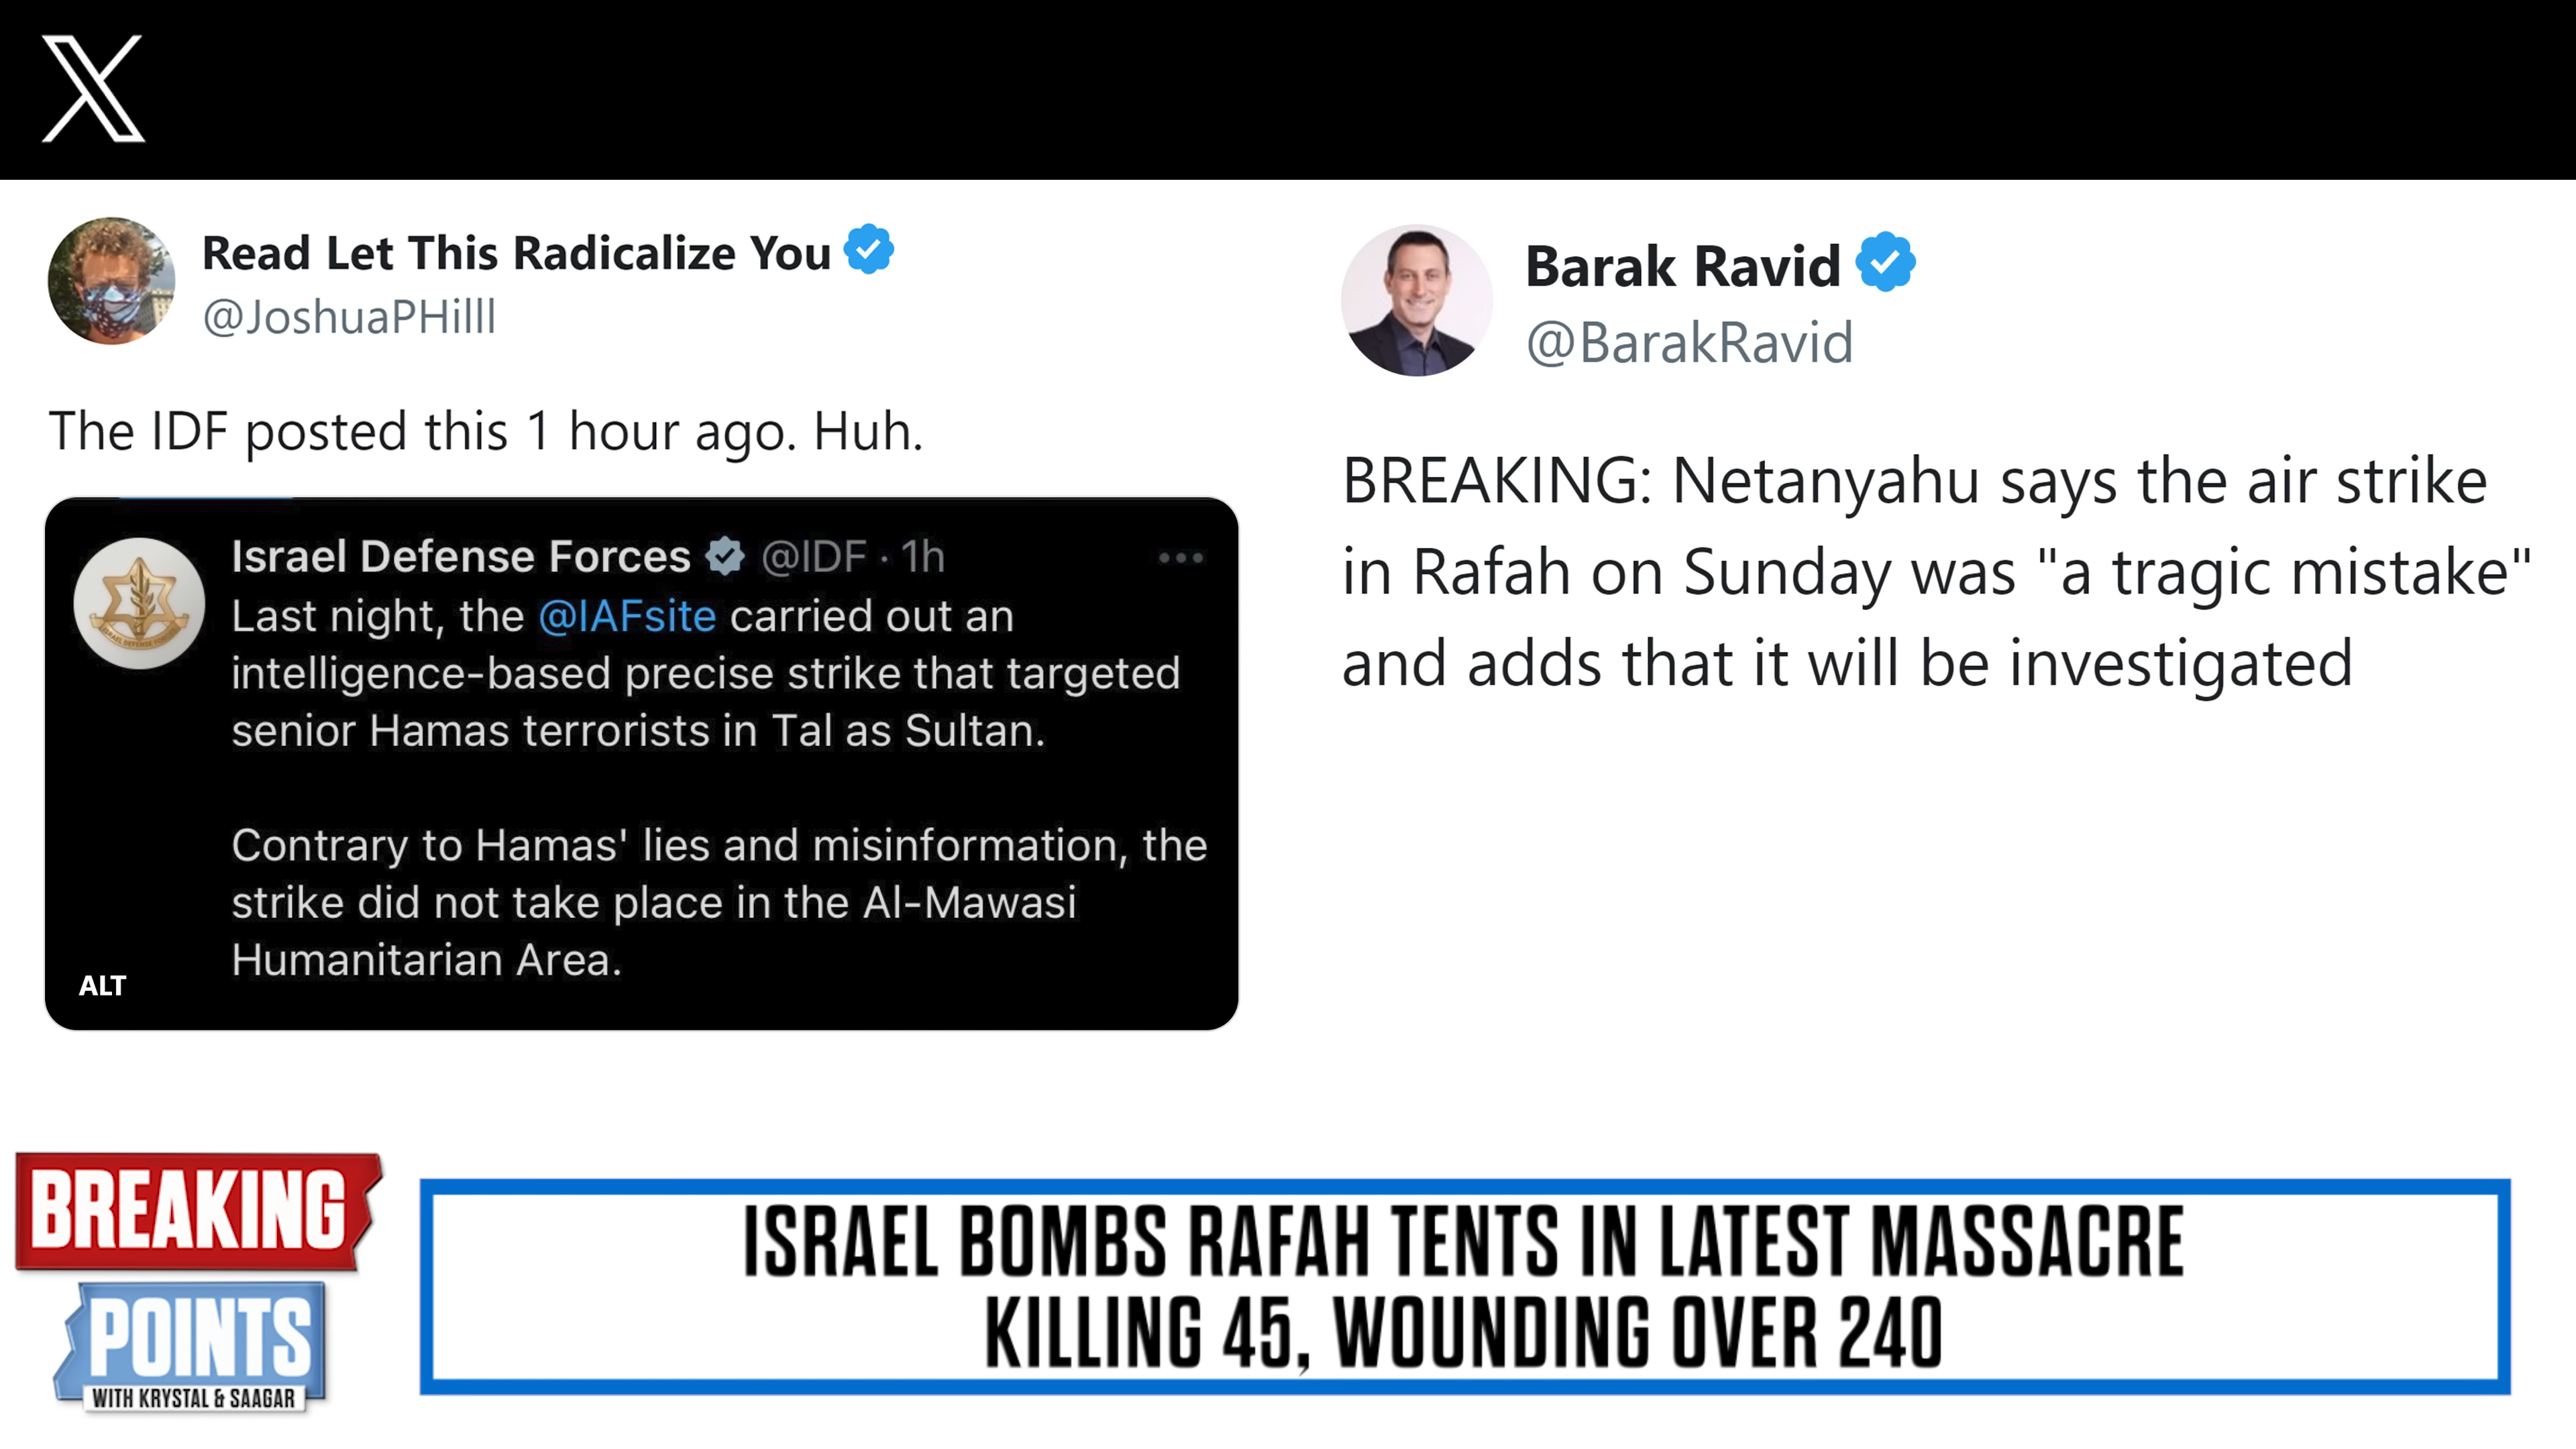 Read Let This Radicalize You
@JoshuaPHilll
The IDF posted this 1 hour ago. Huh.
Israel Defense Forces @IDF · 1h
Last night, the @IAFsite carried out an
intelligence-based precise strike that targeted
senior Hamas terrorists in Tal as Sultan.
Contrary to Hamas' lies and misinformation, the
strike did not take place in the Al-Mawasi
Humanitarian Area.
ALT
Barak Ravid
@BarakRavid
BREAKING: Netanyahu says the air strike
in Rafah on Sunday was "a tragic mistake"
and adds that it will be investigated
BREAKING
POINTS
WITH KRYSTAL & SAAGAR
ISRAEL BOMBS RAFAH TENTS IN LATEST MASSACRE
KILLING 45, WOUNDING OVER 240